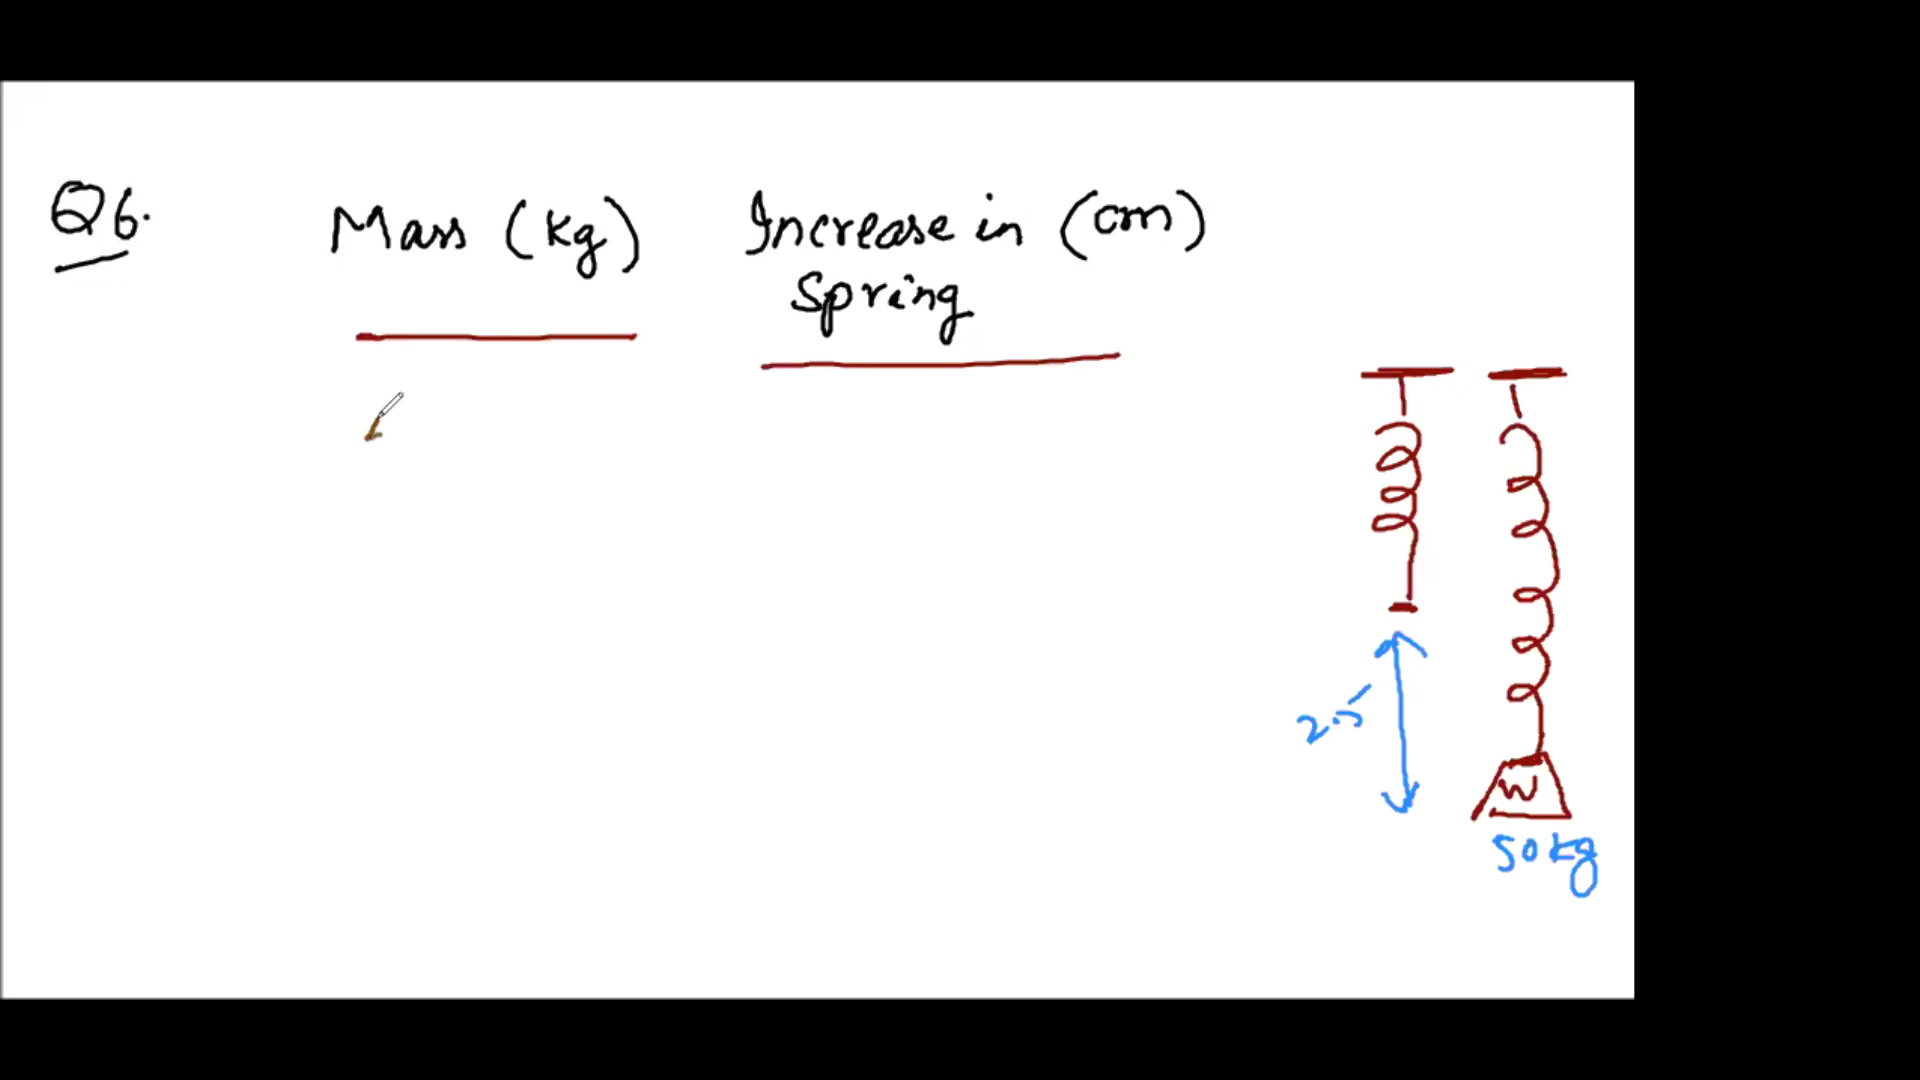 Q6.
Mass (kg)
Increase in (cm)
Spring
2.5
W
50 kg